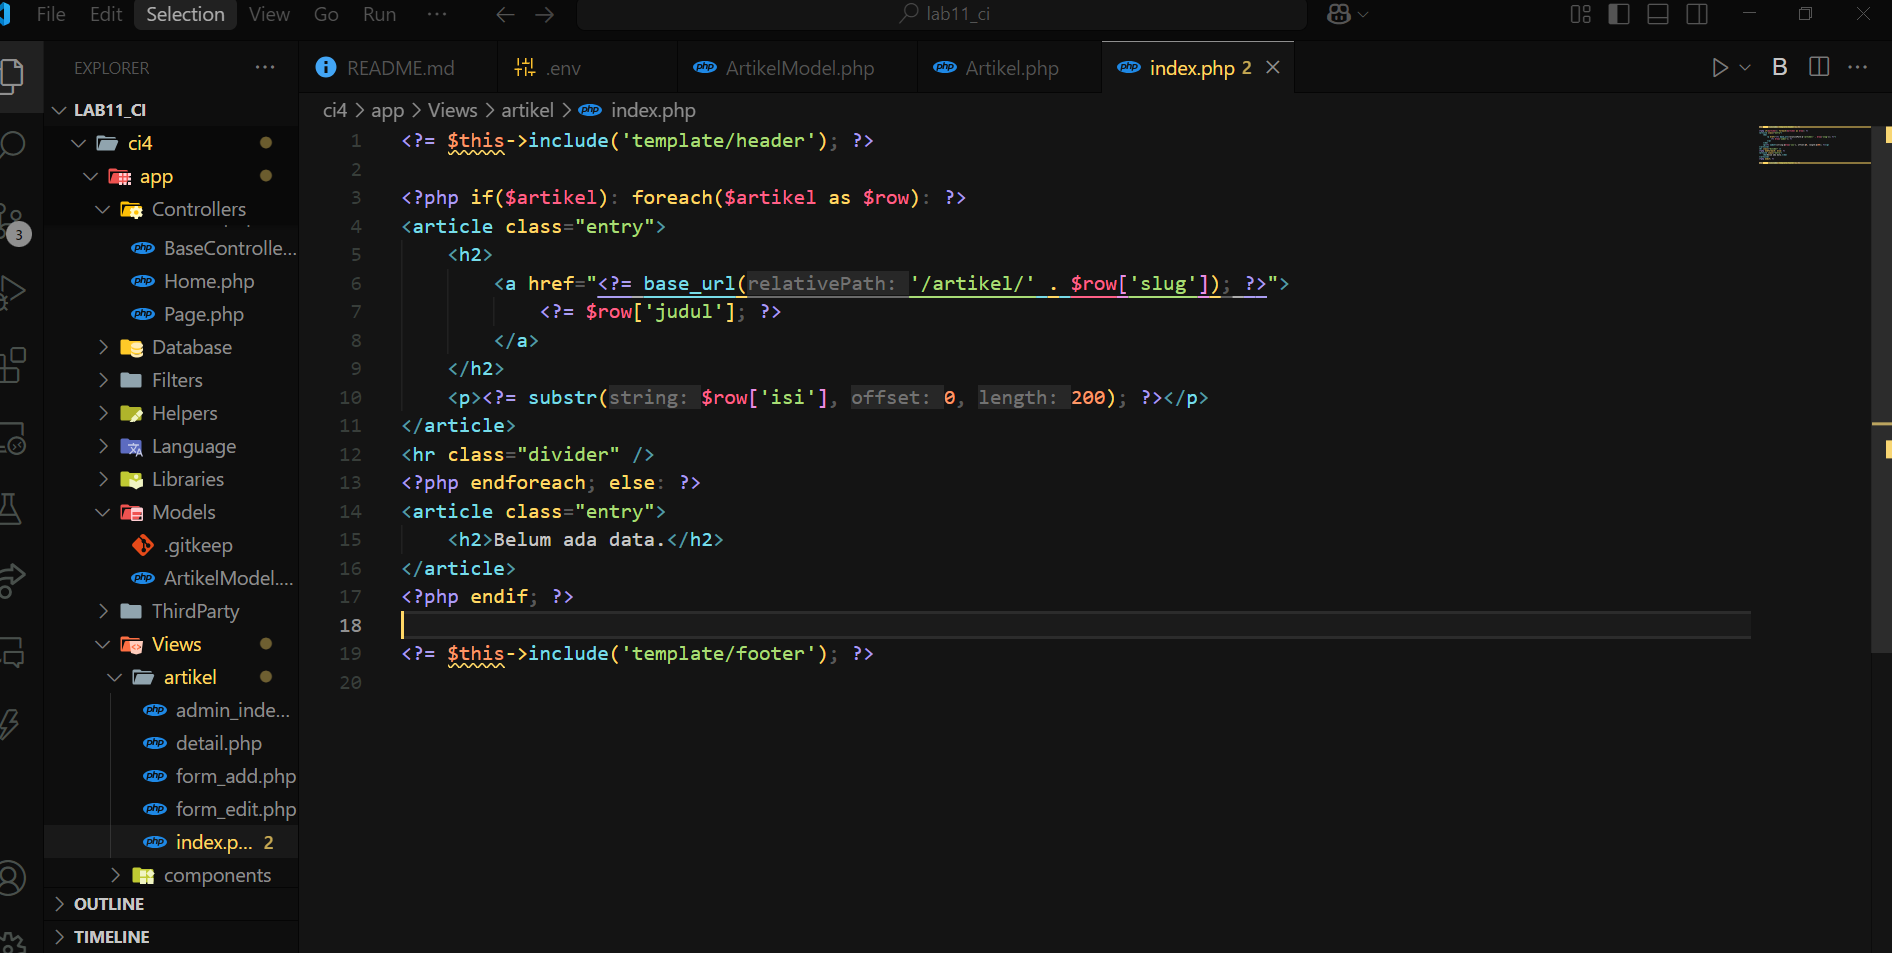 File Edit Selection View Go Run ··· lab11_ci
EXPLORER ···
README.md
.env
ArtikelModel.php
Artikel.php
index.php 2
B
LAB11_CI
ci4
app
Controllers
BaseControlle...
Home.php
Page.php
Database
Filters
Helpers
Language
Libraries
Models
.gitkeep
ArtikelModel....
ThirdParty
Views
artikel
admin_inde...
detail.php
form_add.php
form_edit.php
index.p... 2
components
OUTLINE
TIMELINE
3
ci4 > app > Views > artikel > index.php
1 <?= $this->include('template/header'); ?>
2
3 <?php if($artikel): foreach($artikel as $row): ?>
4 <article class="entry">
5 <h2>
6 <a href="<?= base_url(relativePath: '/artikel/' . $row['slug']); ?>">
7 <?= $row['judul']; ?>
8 </a>
9 </h2>
10 <p><?= substr(string: $row['isi'], offset: 0, length: 200); ?></p>
11 </article>
12 <hr class="divider" />
13 <?php endforeach; else: ?>
14 <article class="entry">
15 <h2>Belum ada data.</h2>
16 </article>
17 <?php endif; ?>
18
19 <?= $this->include('template/footer'); ?>
20